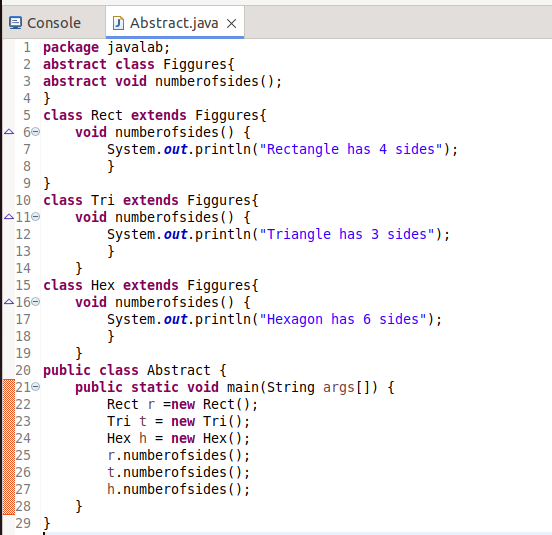 Console Abstract.java
1 package javalab;
2 abstract class Figgures{
3 abstract void numberofsides();
4 }
5 class Rect extends Figgures{
6 void numberofsides() {
7 System.out.println("Rectangle has 4 sides");
8 }
9 }
10 class Tri extends Figgures{
11 void numberofsides() {
12 System.out.println("Triangle has 3 sides");
13 }
14 }
15 class Hex extends Figgures{
16 void numberofsides() {
17 System.out.println("Hexagon has 6 sides");
18 }
19 }
20 public class Abstract {
21 public static void main(String args[]) {
22 Rect r =new Rect();
23 Tri t = new Tri();
24 Hex h = new Hex();
25 r.numberofsides();
26 t.numberofsides();
27 h.numberofsides();
28 }
29 }